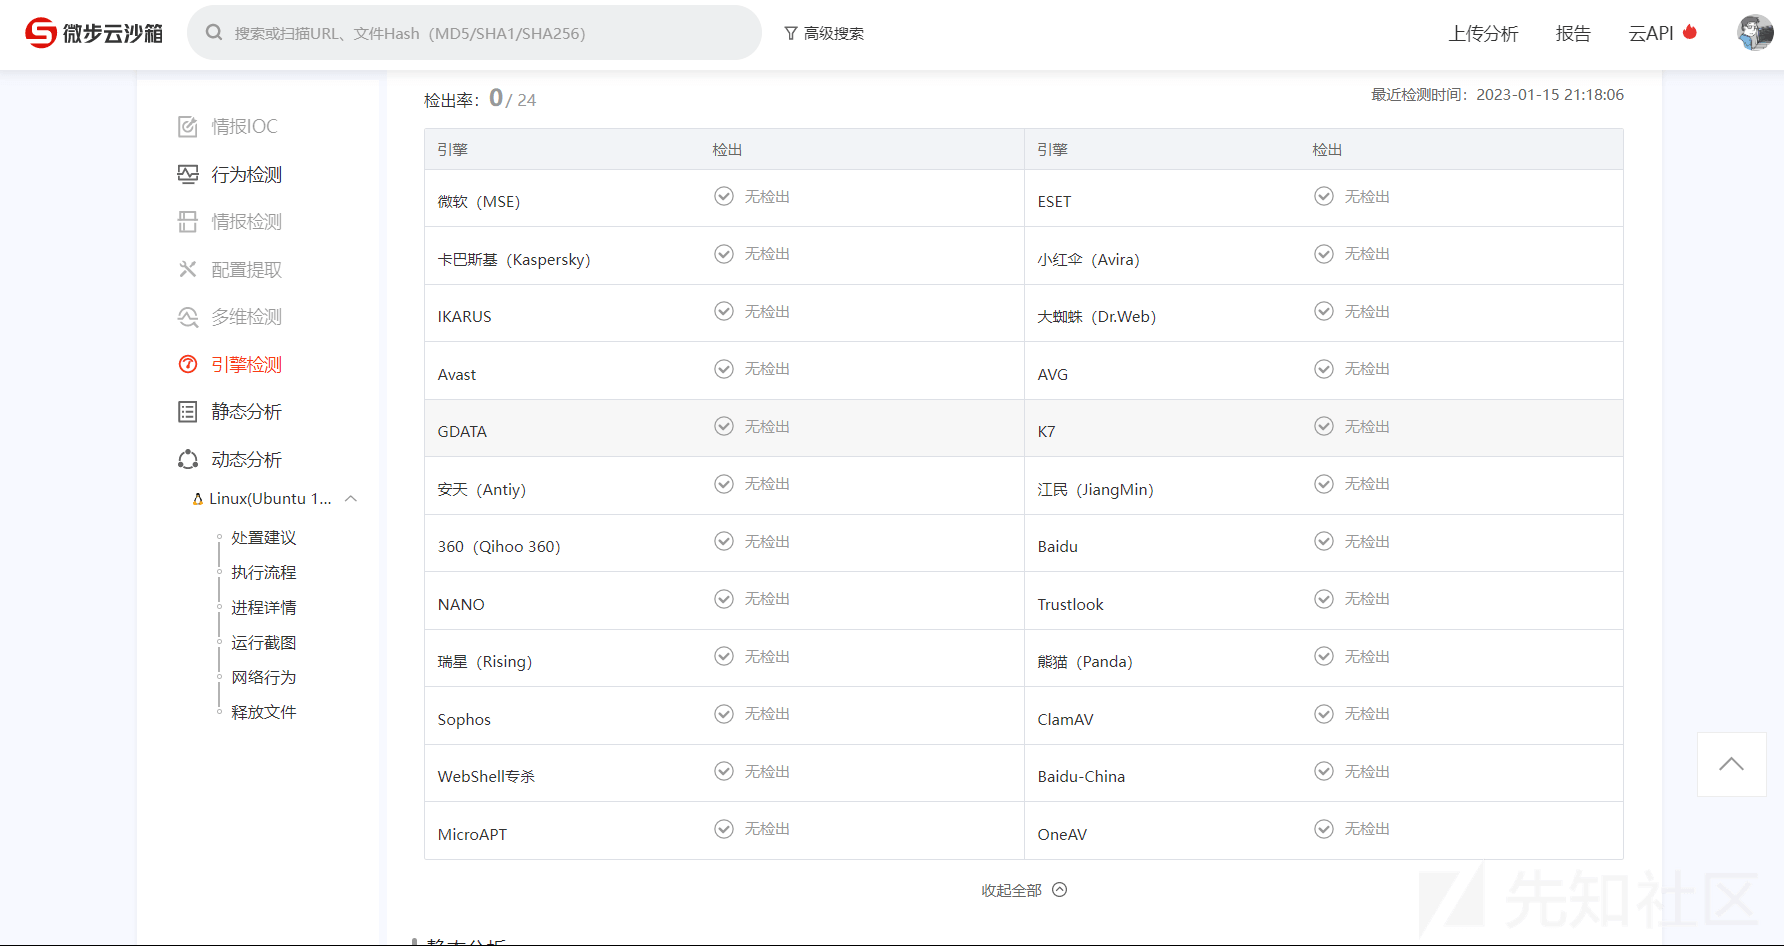 微步云沙箱
搜索或扫描URL、文件Hash（MD5/SHA1/SHA256）
高级搜索
上传分析
报告
云API
情报IOC
行为检测
情报检测
配置提取
多维检测
引擎检测
静态分析
动态分析
Linux(Ubuntu 1...
处置建议
执行流程
进程详情
运行截图
网络行为
释放文件
检出率： 0 / 24
最近检测时间：2023-01-15 21:18:06
引擎 检出 引擎 检出
微软（MSE） 无检出 ESET 无检出
卡巴斯基（Kaspersky） 无检出 小红伞（Avira） 无检出
IKARUS 无检出 大蜘蛛（Dr.Web） 无检出
Avast 无检出 AVG 无检出
GDATA 无检出 K7 无检出
安天（Antiy） 无检出 江民（JiangMin） 无检出
360（Qihoo 360） 无检出 Baidu 无检出
NANO 无检出 Trustlook 无检出
瑞星（Rising） 无检出 熊猫（Panda） 无检出
Sophos 无检出 ClamAV 无检出
WebShell专杀 无检出 Baidu-China 无检出
MicroAPT 无检出 OneAV 无检出
收起全部
静态分析
先知社区